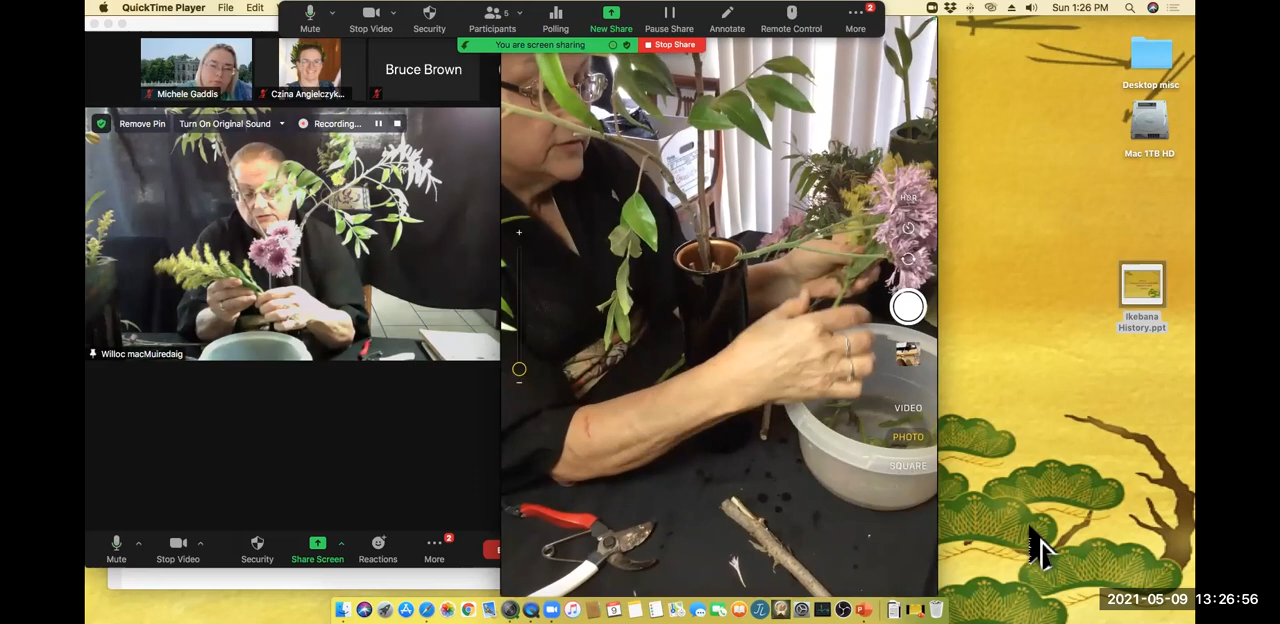 QuickTime Player File Edit
Sun 1:26 PM
Mute Stop Video Security Participants 5 Polling New Share Pause Share Annotate Remote Control More 2
You are screen sharing Stop Share
Michele Gaddis
Czina Angielczyk...
Bruce Brown
Remove Pin Turn On Original Sound Recording...
Willoc macMuiredaig
HDR
VIDEO
PHOTO
SQUARE
Desktop misc
Mac 1TB HD
Ikebana
History.ppt
Mute Stop Video Security Share Screen Reactions More 2
9
2021-05-09 13:26:56